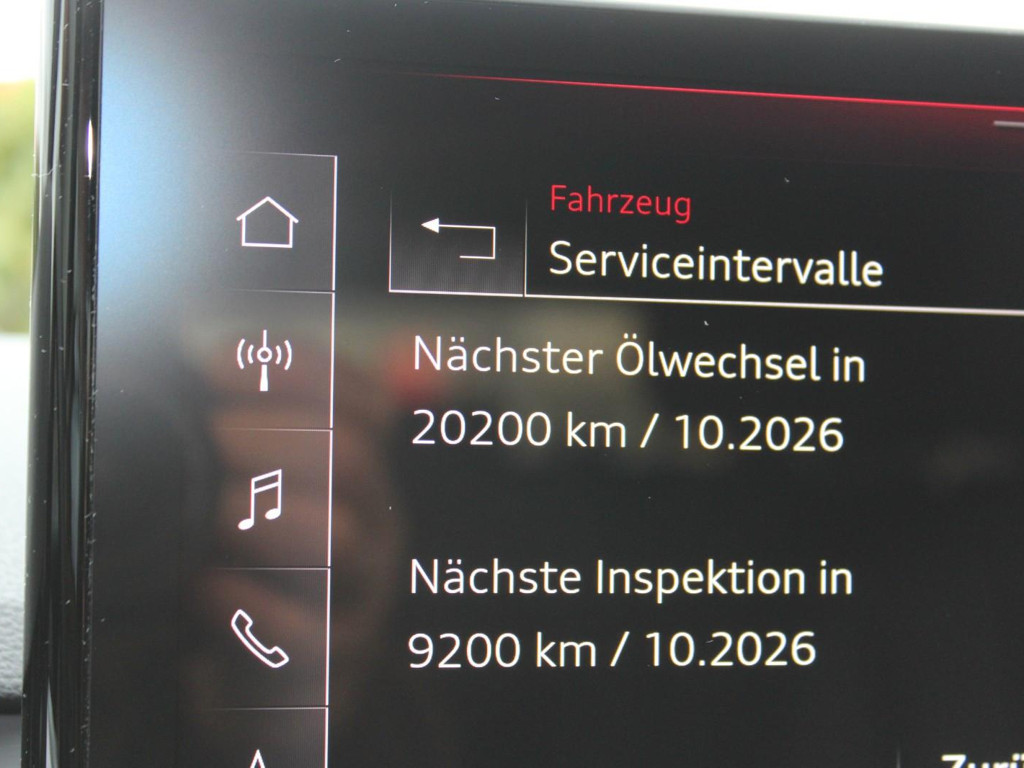 Fahrzeug
Serviceintervalle
Nächster Ölwechsel in
20200 km / 10.2026
Nächste Inspektion in
9200 km / 10.2026